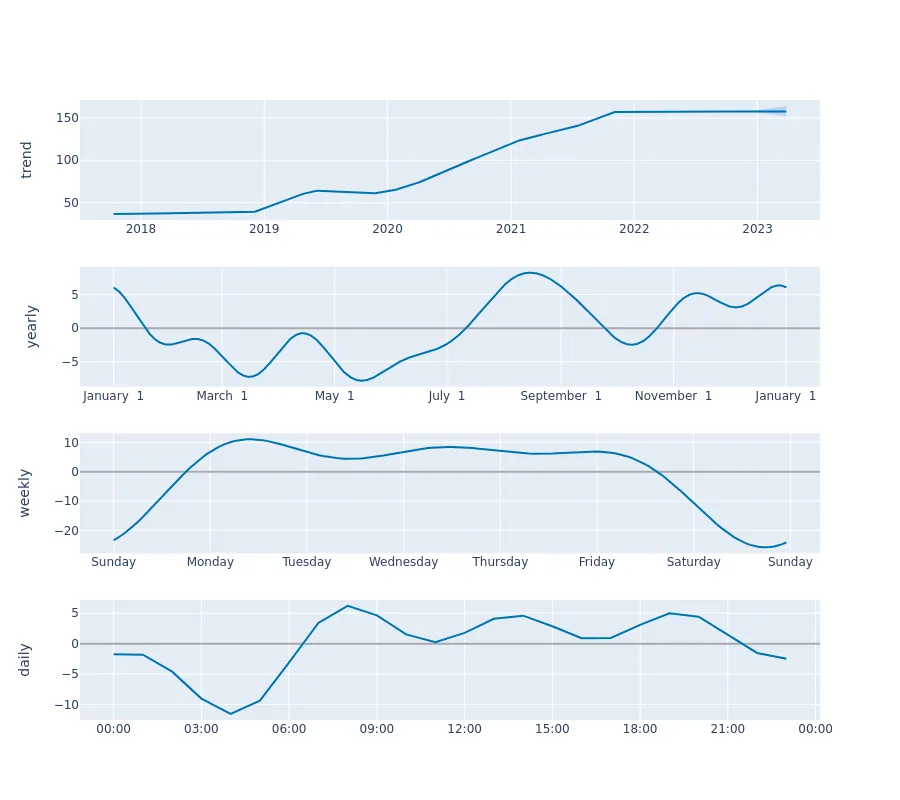 trend
150
100
50
2018 2019 2020 2021 2022 2023
yearly
5
0
−5
January 1 March 1 May 1 July 1 September 1 November 1 January 1
weekly
10
0
−10
−20
Sunday Monday Tuesday Wednesday Thursday Friday Saturday Sunday
daily
5
0
−5
−10
00:00 03:00 06:00 09:00 12:00 15:00 18:00 21:00 00:00